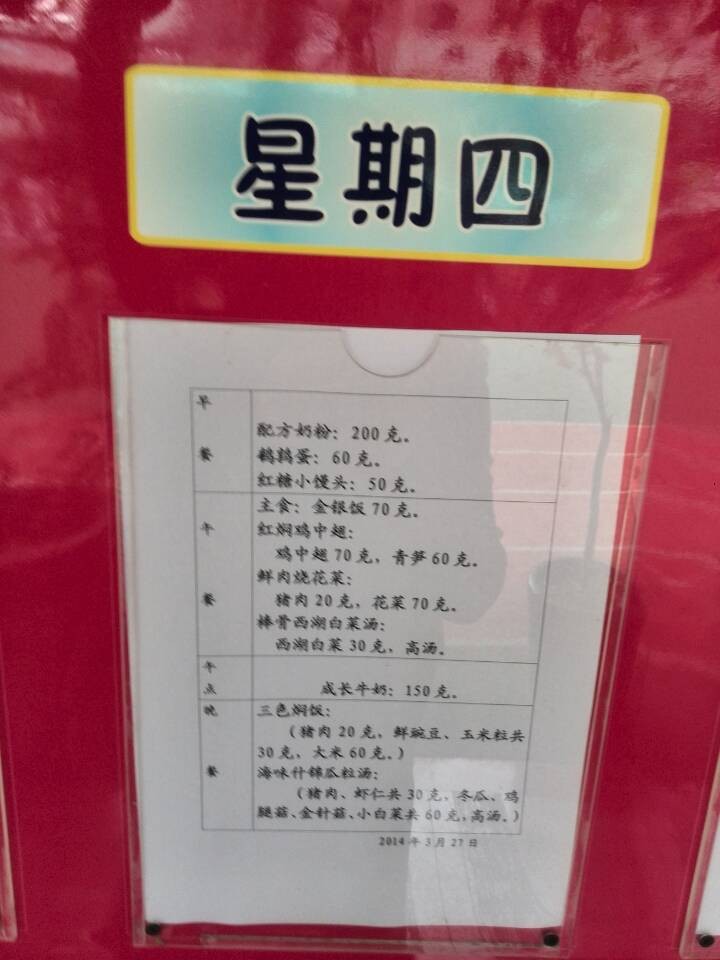 星期四
早餐
配方奶粉：200克。
鹌鹑蛋：60克。
红糖小馒头：50克。
午餐
主食：金银饭70克。
红焖鸡中翅：
鸡中翅70克，青笋60克。
鲜肉烧花菜：
猪肉20克，花菜70克。
棒骨西湖白菜汤：
西湖白菜30克，高汤。
午点
成长牛奶：150克。
晚餐
三色焖饭：
（猪肉20克，鲜豌豆、玉米粒共
30克，大米60克。）
海味什锦瓜粒汤：
（猪肉、虾仁共30克，冬瓜、鸡
腿菇、金针菇、小白菜共60克，高汤。）
2014年3月27日